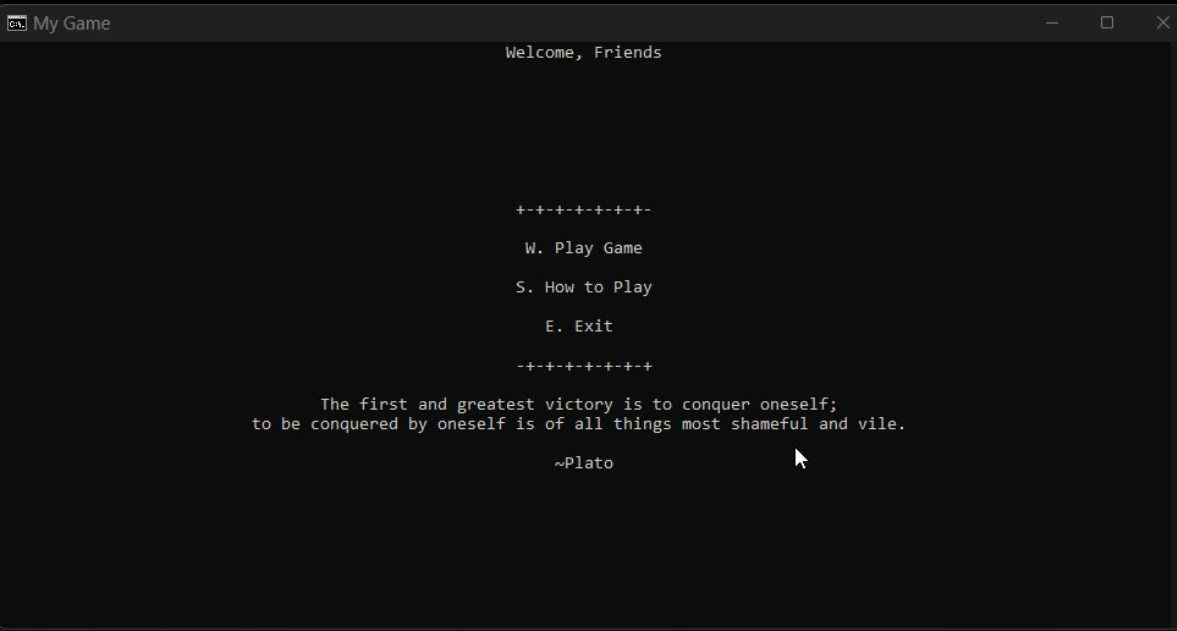 My Game
Welcome, Friends
+-+-+-+-+-+-+-
W. Play Game
S. How to Play
E. Exit
-+-+-+-+-+-+-+
The first and greatest victory is to conquer oneself;
to be conquered by oneself is of all things most shameful and vile.
~Plato